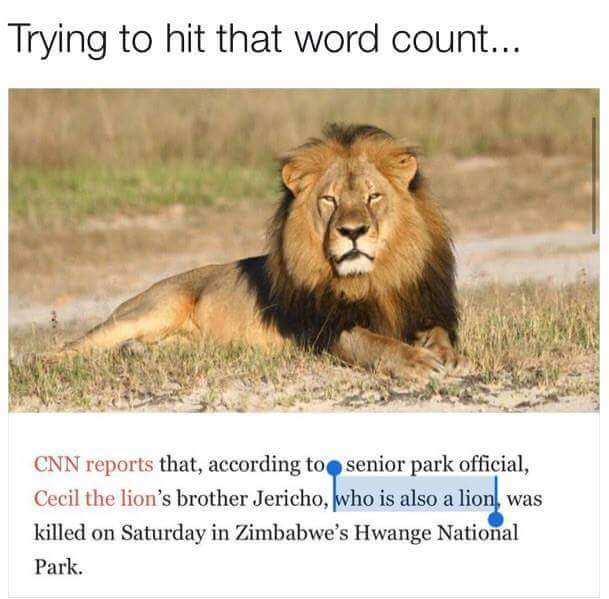 Trying to hit that word count...
CNN reports that, according to senior park official,
Cecil the lion's brother Jericho, who is also a lion, was
killed on Saturday in Zimbabwe's Hwange National
Park.